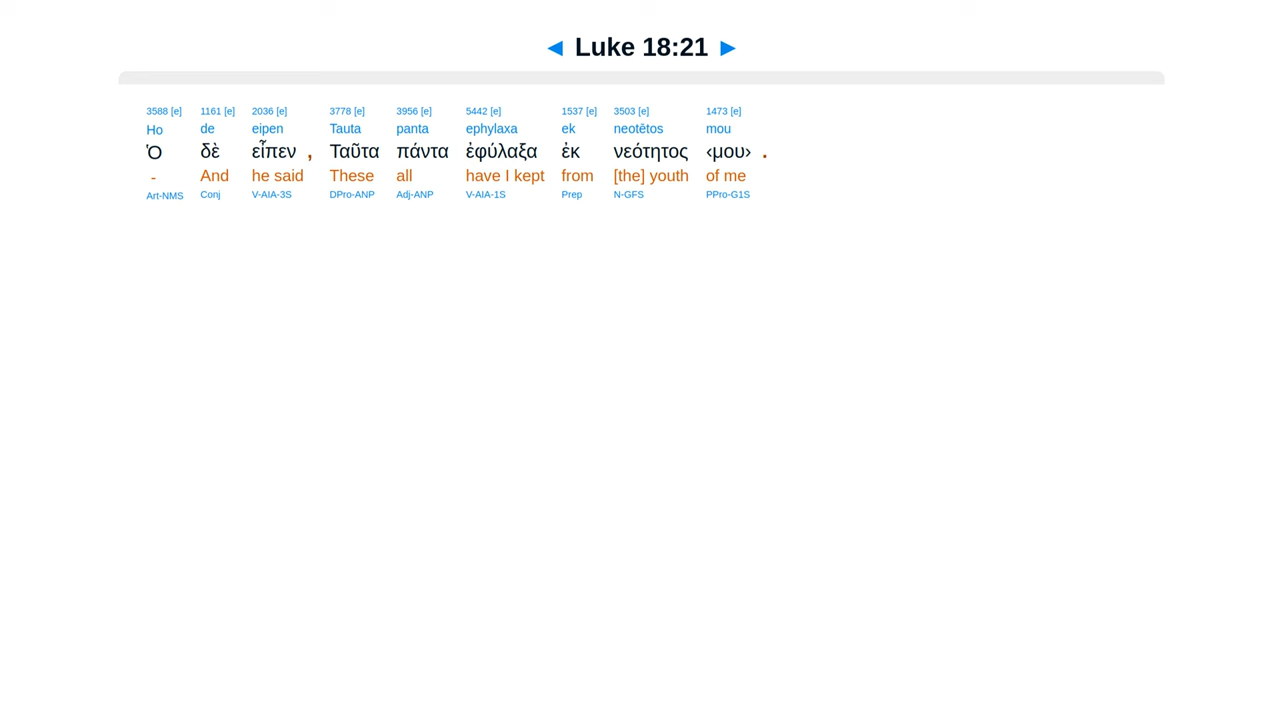 ◄ Luke 18:21 ►
3588 [e] 1161 [e] 2036 [e] 3778 [e] 3956 [e] 5442 [e] 1537 [e] 3503 [e] 1473 [e]
Ho de eipen Tauta panta ephylaxa ek neotētos mou
Ὁ δὲ εἶπεν , Ταῦτα πάντα ἐφύλαξα ἐκ νεότητος ‹μου› .
- And he said These all have I kept from [the] youth of me
Art-NMS Conj V-AIA-3S DPro-ANP Adj-ANP V-AIA-1S Prep N-GFS PPro-G1S